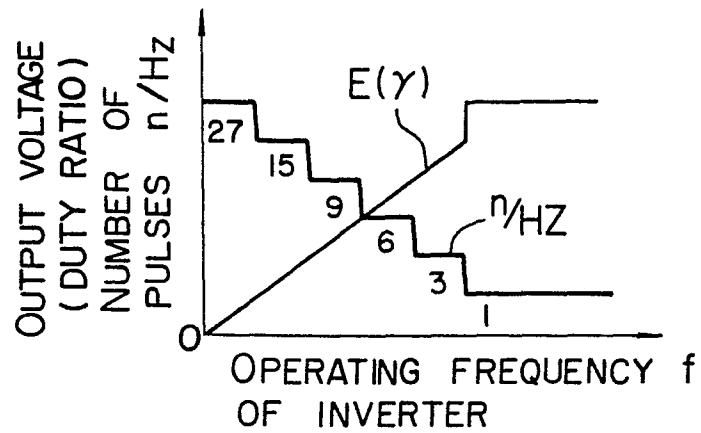 OUTPUT VOLTAGE
(DUTY RATIO)
NUMBER OF
PULSES n/Hz
E(γ)
27
15
9
6
n/HZ
3
1
0
OPERATING FREQUENCY f
OF INVERTER